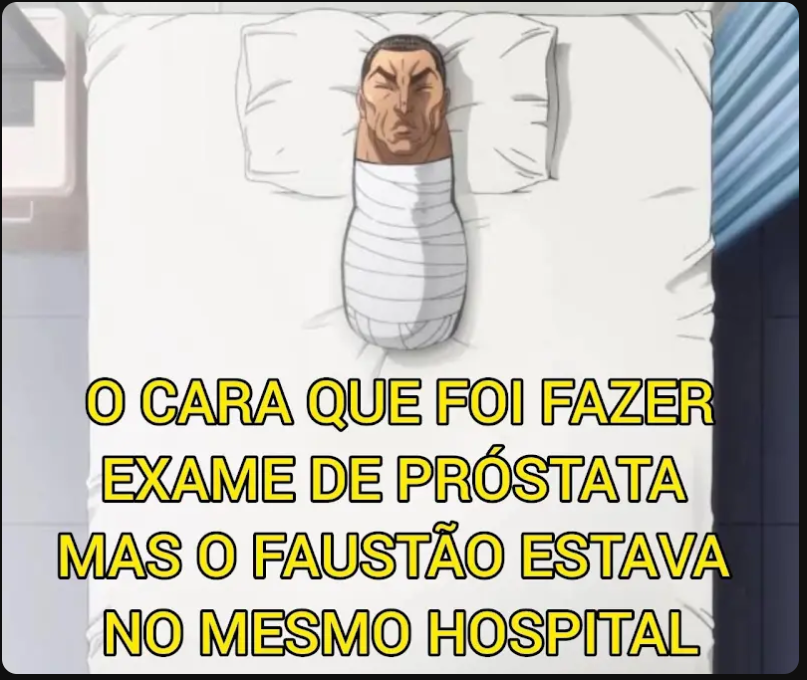 O CARA QUE FOI FAZER
EXAME DE PRÓSTATA
MAS O FAUSTÃO ESTAVA
NO MESMO HOSPITAL